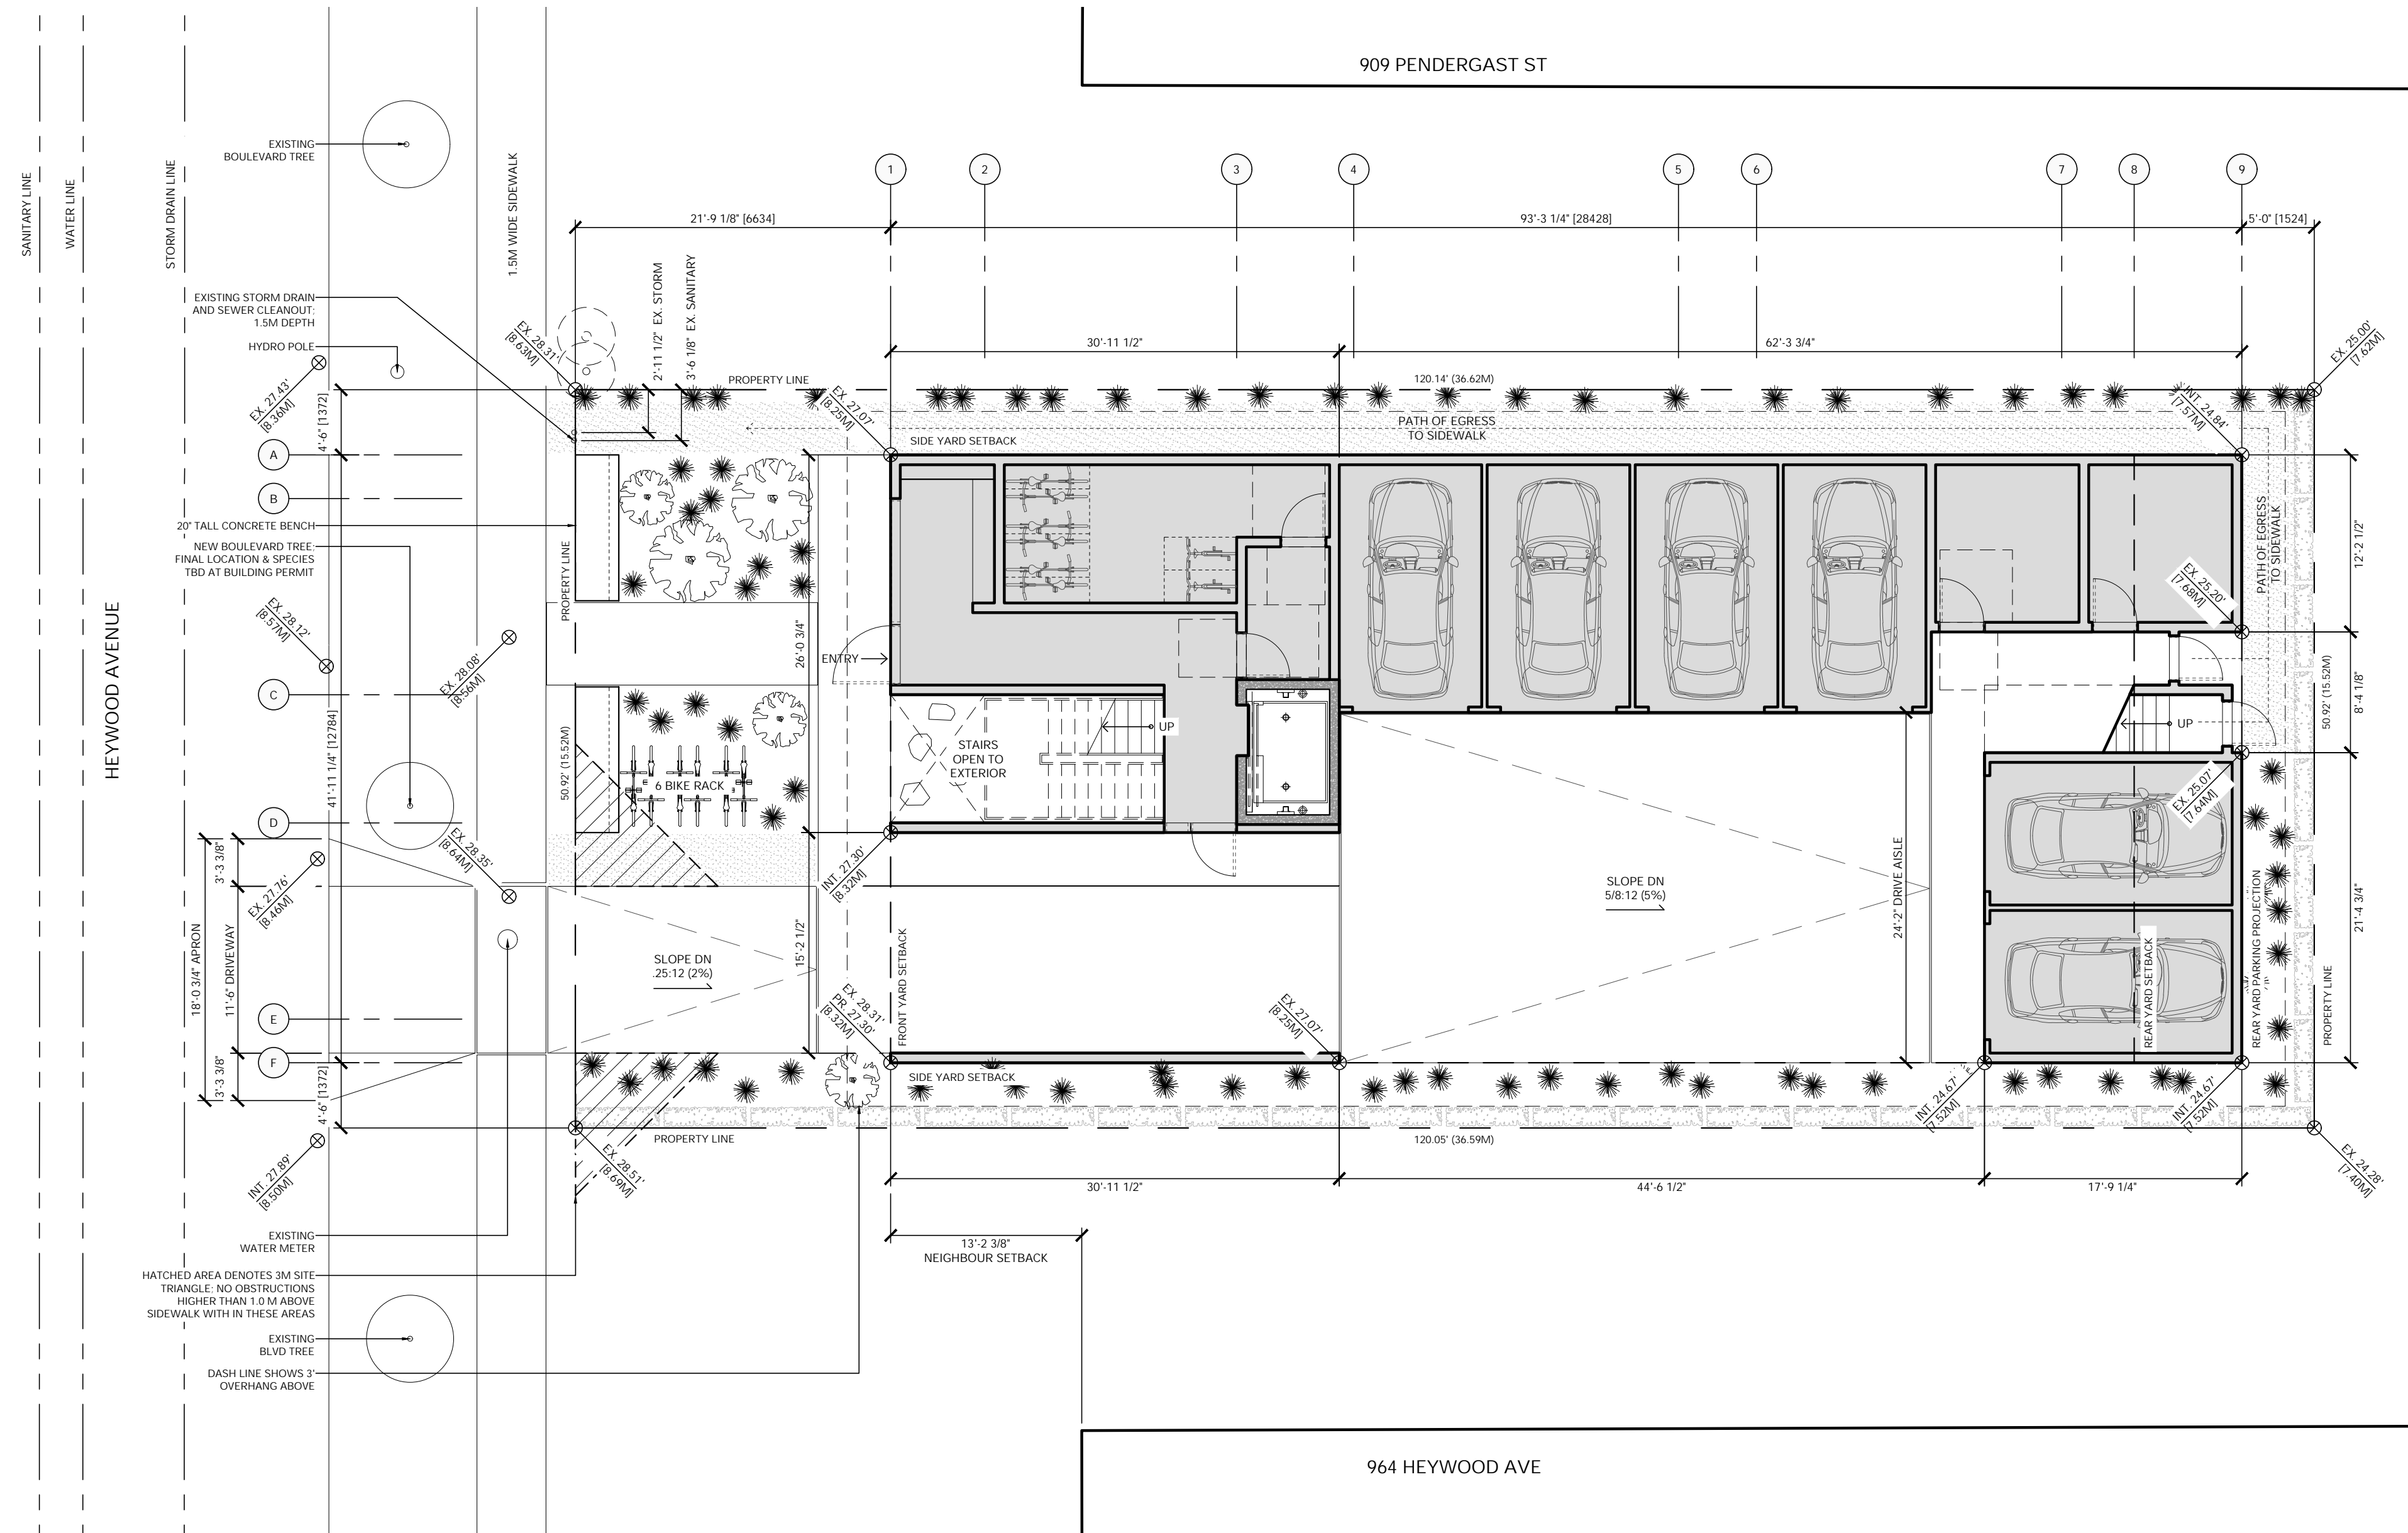 909 PENDERGAST ST
SANITARY LINE
WATER LINE
STORM DRAIN LINE
HEYWOOD AVENUE
1.5M WIDE SIDEWALK
EXISTING
BOULEVARD TREE
EXISTING STORM DRAIN
AND SEWER CLEANOUT;
1.5M DEPTH
HYDRO POLE
20" TALL CONCRETE BENCH
NEW BOULEVARD TREE;
FINAL LOCATION & SPECIES
TBD AT BUILDING PERMIT
1
2
3
4
5
6
7
8
9
21'-9 1/8" [6634]
93'-3 1/4" [28428]
5'-0" [1524]
2'-11 1/2" EX. STORM
3'-6 1/8" EX. SANITARY
30'-11 1/2"
62'-3 3/4"
EX. 28.31'
[8.63M]
EX. 27.43'
[8.36M]
4'-6" [1372]
PROPERTY LINE
EX. 27.07'
[8.25M]
120.14' (36.62M)
INT. 24.84'
[7.57M]
EX. 25.00'
[7.62M]
PATH OF EGRESS
TO SIDEWALK
SIDE YARD SETBACK
A
B
C
D
E
F
PROPERTY LINE
26'-0 3/4"
ENTRY
EX. 28.12'
[8.57M]
EX. 28.08'
[8.56M]
41'-11 1/4" [12784]
50.92' (15.52M)
6 BIKE RACK
STAIRS
OPEN TO
EXTERIOR
UP
UP
PATH OF EGRESS
TO SIDEWALK
EX. 25.20'
[7.68M]
12'-2 1/2"
8'-4 1/8"
50.92' (15.52M)
EX. 25.07'
[7.64M]
21'-4 3/4"
EX. 28.35'
[8.64M]
EX. 27.76'
[8.46M]
3'-3 3/8"
18'-0 3/4" APRON
11'-6" DRIVEWAY
3'-3 3/8"
4'-6" [1372]
INT. 27.30'
[8.32M]
15'-2 1/2"
SLOPE DN
.25:12 (2%)
EX. 28.31'
PR. 27.30'
[8.32M]
FRONT YARD SETBACK
EX. 27.07'
[8.25M]
SLOPE DN
5/8:12 (5%)
24'-2" DRIVE AISLE
REAR YARD SETBACK
REAR YARD PARKING PROJECTION
PROPERTY LINE
SIDE YARD SETBACK
INT. 24.67'
[7.52M]
INT. 24.67'
[7.52M]
PROPERTY LINE
120.05' (36.59M)
EX. 28.51'
[8.69M]
INT. 27.89'
[8.50M]
EX. 24.28'
[7.40M]
30'-11 1/2"
44'-6 1/2"
17'-9 1/4"
13'-2 3/8"
NEIGHBOUR SETBACK
EXISTING
WATER METER
HATCHED AREA DENOTES 3M SITE
TRIANGLE; NO OBSTRUCTIONS
HIGHER THAN 1.0 M ABOVE
SIDEWALK WITH IN THESE AREAS
EXISTING
BLVD TREE
DASH LINE SHOWS 3'
OVERHANG ABOVE
964 HEYWOOD AVE